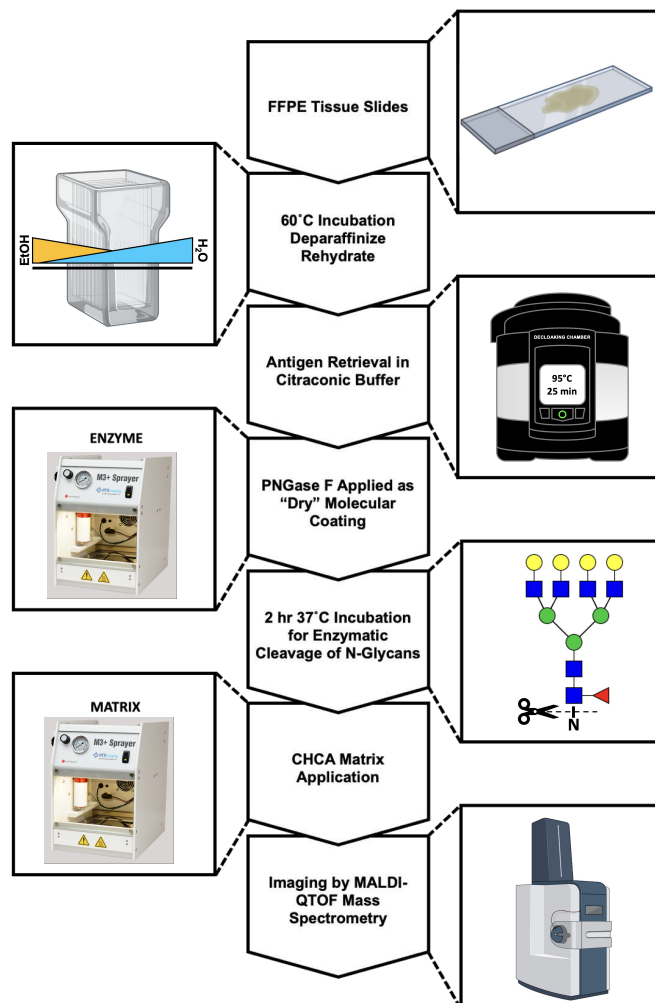 FFPE Tissue Slides
EtOH
H₂O
60˚C Incubation
Deparaffinize
Rehydrate
Antigen Retrieval in
Citraconic Buffer
DECLOAKING CHAMBER
95°C
25 min
ENZYME
M3+ Sprayer
PNGase F Applied as
“Dry” Molecular
Coating
2 hr 37˚C Incubation
for Enzymatic
Cleavage of N-Glycans
N
MATRIX
M3+ Sprayer
CHCA Matrix
Application
Imaging by MALDI-
QTOF Mass
Spectrometry